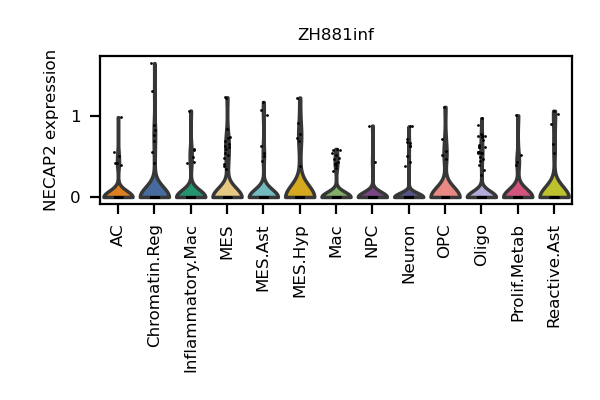 ZH881inf
NECAP2 expression
1
0
AC
Chromatin.Reg
Inflammatory.Mac
MES
MES.Ast
MES.Hyp
Mac
NPC
Neuron
OPC
Oligo
Prolif.Metab
Reactive.Ast